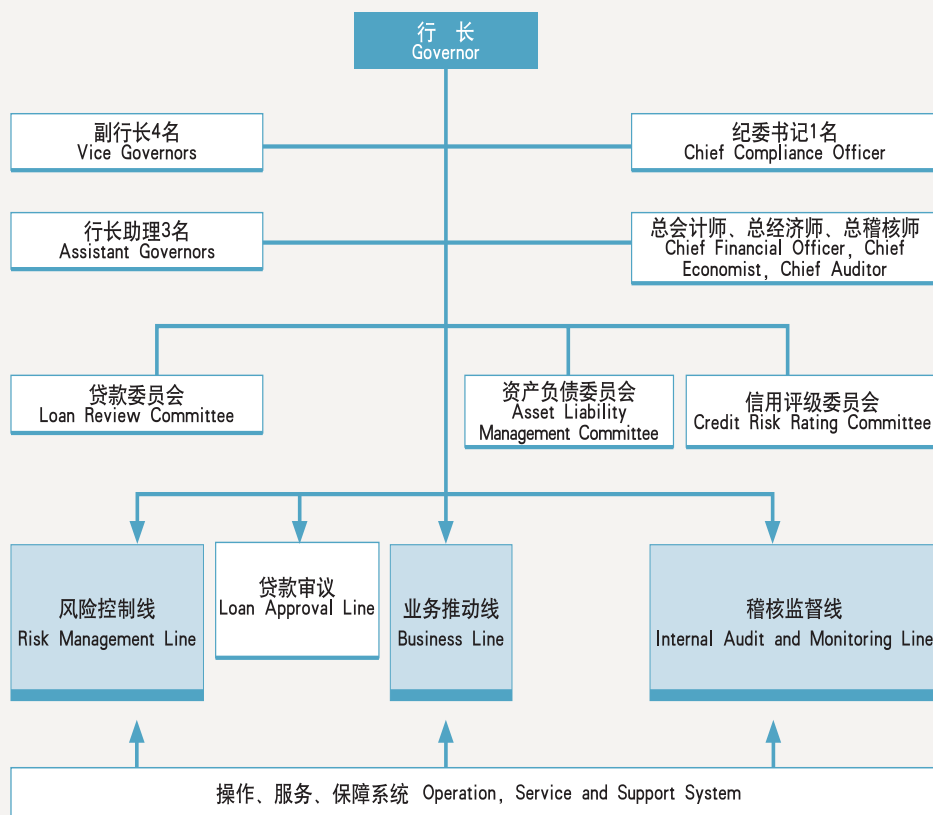 行 长
Governor
副行长4名
Vice Governors
纪委书记1名
Chief Compliance Officer
行长助理3名
Assistant Governors
总会计师、总经济师、总稽核师
Chief Financial Officer, Chief
Economist, Chief Auditor
贷款委员会
Loan Review Committee
资产负债委员会
Asset Liability
Management Committee
信用评级委员会
Credit Risk Rating Committee
风险控制线
Risk Management Line
贷款审议
Loan Approval Line
业务推动线
Business Line
稽核监督线
Internal Audit and Monitoring Line
操作、服务、保障系统 Operation, Service and Support System